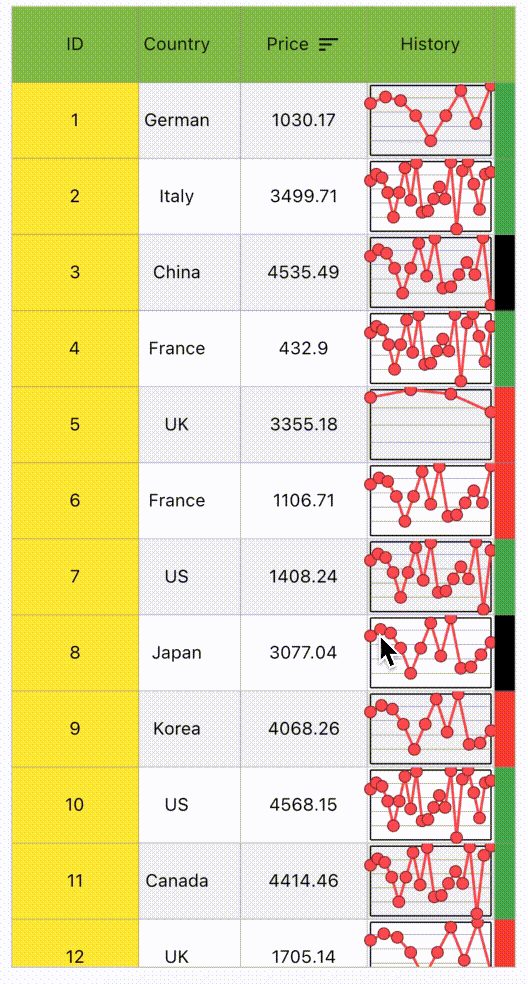 ID Country Price History
1 German 1030.17
2 Italy 3499.71
3 China 4535.49
4 France 432.9
5 UK 3355.18
6 France 1106.71
7 US 1408.24
8 Japan 3077.04
9 Korea 4068.26
10 US 4568.15
11 Canada 4414.46
12 UK 1705.14